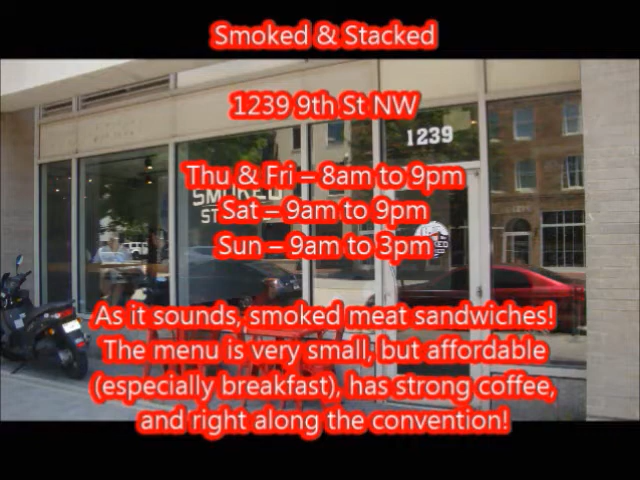 Smoked & Stacked
1239 9th St NW
1239
Thu & Fri – 8am to 9pm
SMOKED
Sat – 9am to 9pm
Sun – 9am to 3pm
As it sounds, smoked meat sandwiches!
The menu is very small, but affordable
(especially breakfast), has strong coffee,
and right along the convention!